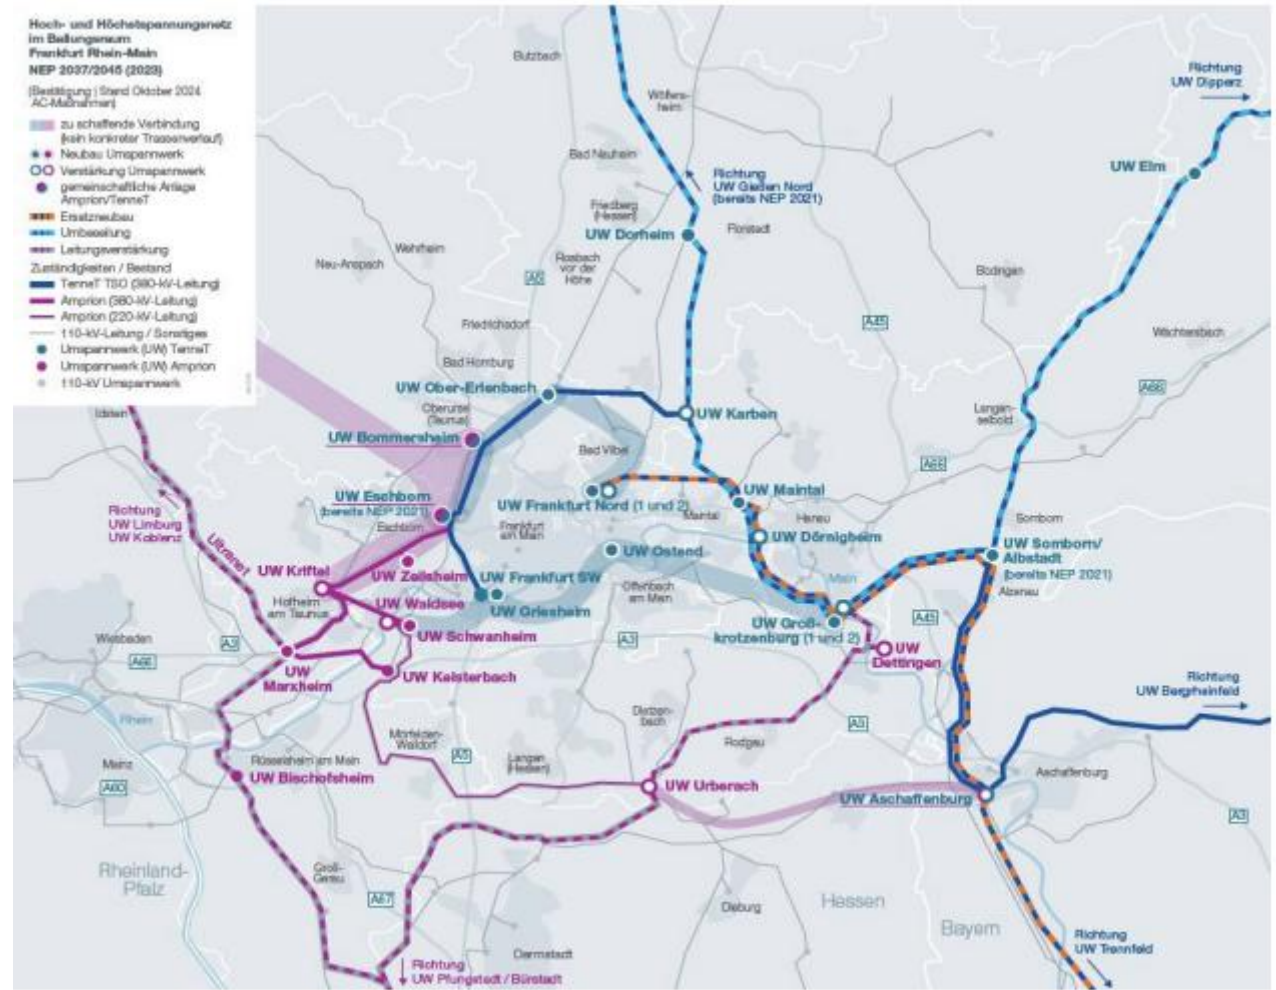 Hoch- und Höchstspannungsnetz
im Ballungsraum
Frankfurt Rhein-Main
NEP 2037/2045 (2023)
(Bestätigung | Stand Oktober 2024
AC-Maßnahmen)
zu schaffende Verbindung
(kein konkreter Trassenverlauf)
Neubau Umspannwerk
Verstärkung Umspannwerk
gemeinschaftliche Anlage
Amprion/TenneT
Ersatzneubau
Umbeseilung
Leitungsverstärkung
Zuständigkeiten / Bestand
TenneT TSO (380-kV-Leitung)
Amprion (380-kV-Leitung)
Amprion (220-kV-Leitung)
110-kV-Leitung / Sonstiges
Umspannwerk (UW) TenneT
Umspannwerk (UW) Amprion
110-kV Umspannwerk
Butzbach
Wölfers-
heim
Richtung
UW Dipperz
Bad Nauheim
UW Elm
Richtung
UW Gießen Nord
(bereits NEP 2021)
Friedberg
(Hessen)
UW Dorheim
Florstadt
Wehrheim
Neu-Anspach
Rosbach
vor der
Höhe
A5
Büdingen
Friedrichsdorf
A45
Wächtersbach
Bad Homburg
UW Ober-Erlenbach
A66
Idstein
Oberursel
(Taunus)
UW Karben
Langen-
selbold
UW Bommersheim
Bad Vilbel
A66
UW Eschborn
(bereits NEP 2021)
UW Frankfurt Nord (1 und 2)
UW Maintal
Maintal
Hanau
Somborn
Richtung
UW Limburg
UW Koblenz
Ultranet
Eschborn
Frankfurt
am Main
UW Dörnigheim
UW Ostend
UW Somborn/
Albstadt
(bereits NEP 2021)
UW Kriftel
UW Zeilsheim
UW Frankfurt SW
Main
Offenbach
am Main
Alzenau
Hofheim
am Taunus
UW Waldsee
UW Griesheim
A45
UW Groß-
krotzenburg (1 und 2)
Wiesbaden
A3
UW Schwanheim
A3
A66
UW
Dettingen
UW
Marxheim
UW Kelsterbach
Richtung
UW Bergrheinfeld
Rhein
Dietzen-
bach
A3
Mörfelden-
Walldorf
Rodgau
Mainz
Rüsselsheim am Main
A5
Langen
(Hessen)
UW Bischofsheim
Aschaffenburg
A60
UW Urberach
UW Aschaffenburg
A3
Rheinland-
Pfalz
Groß-
Gerau
A67
Dieburg
Hessen
Bayern
Darmstadt
Richtung
UW Trennfeld
Richtung
UW Pfungstadt / Bürstadt